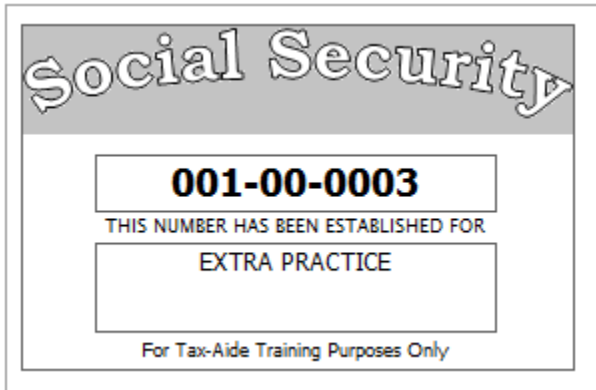 Social Security
001-00-0003
THIS NUMBER HAS BEEN ESTABLISHED FOR
EXTRA PRACTICE
For Tax-Aide Training Purposes Only